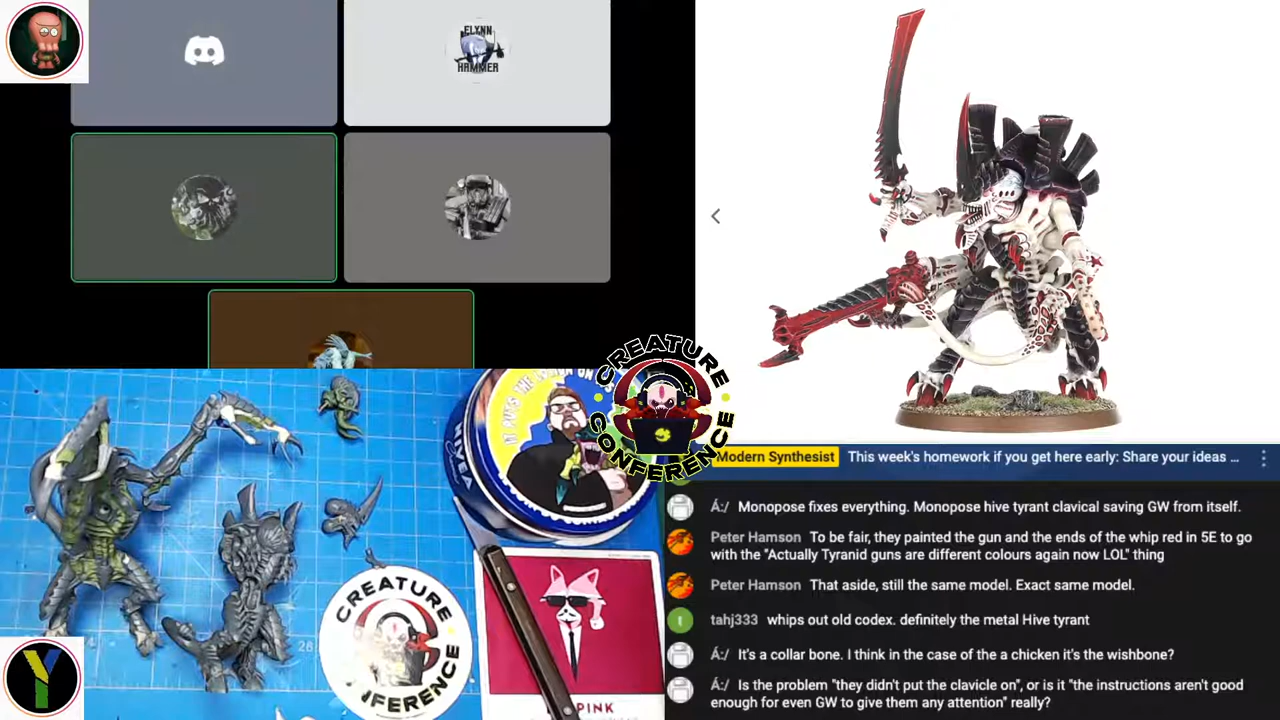 FLYNN
HAMMER
CREATURE
CONFERENCE
IT PUTS THE
NIVEA
CREATURE
CONFERENCE
PINK
Modern Synthesist This week's homework if you get here early: Share your ideas ...
Á:/ Monopose fixes everything. Monopose hive tyrant clavical saving GW from itself.
Peter Hamson To be fair, they painted the gun and the ends of the whip red in 5E to go
with the "Actually Tyranid guns are different colours again now LOL" thing
Peter Hamson That aside, still the same model. Exact same model.
t tahj333 whips out old codex. definitely the metal Hive tyrant
Á:/ It's a collar bone. I think in the case of the a chicken it's the wishbone?
Á:/ Is the problem "they didn't put the clavicle on", or is it "the instructions aren't good
enough for even GW to give them any attention" really?